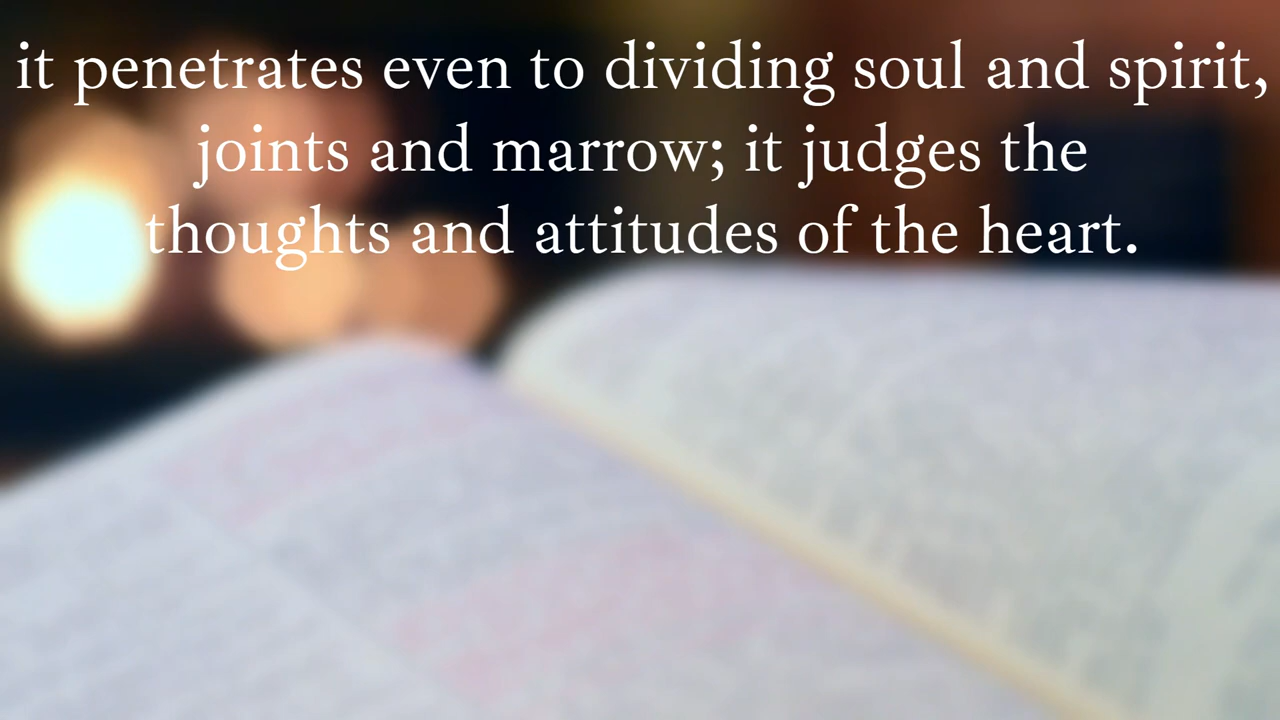 it penetrates even to dividing soul and spirit,
joints and marrow; it judges the
thoughts and attitudes of the heart.